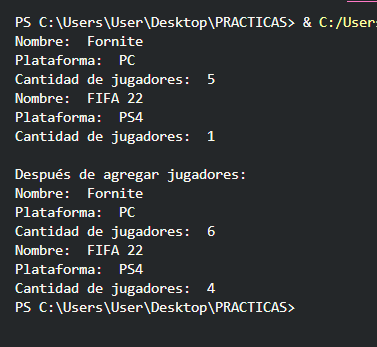 PS C:\Users\User\Desktop\PRACTICAS> & C:/Users
Nombre:  Fornite
Plataforma:  PC
Cantidad de jugadores:  5
Nombre:  FIFA 22
Plataforma:  PS4
Cantidad de jugadores:  1

Después de agregar jugadores:
Nombre:  Fornite
Plataforma:  PC
Cantidad de jugadores:  6
Nombre:  FIFA 22
Plataforma:  PS4
Cantidad de jugadores:  4
PS C:\Users\User\Desktop\PRACTICAS>